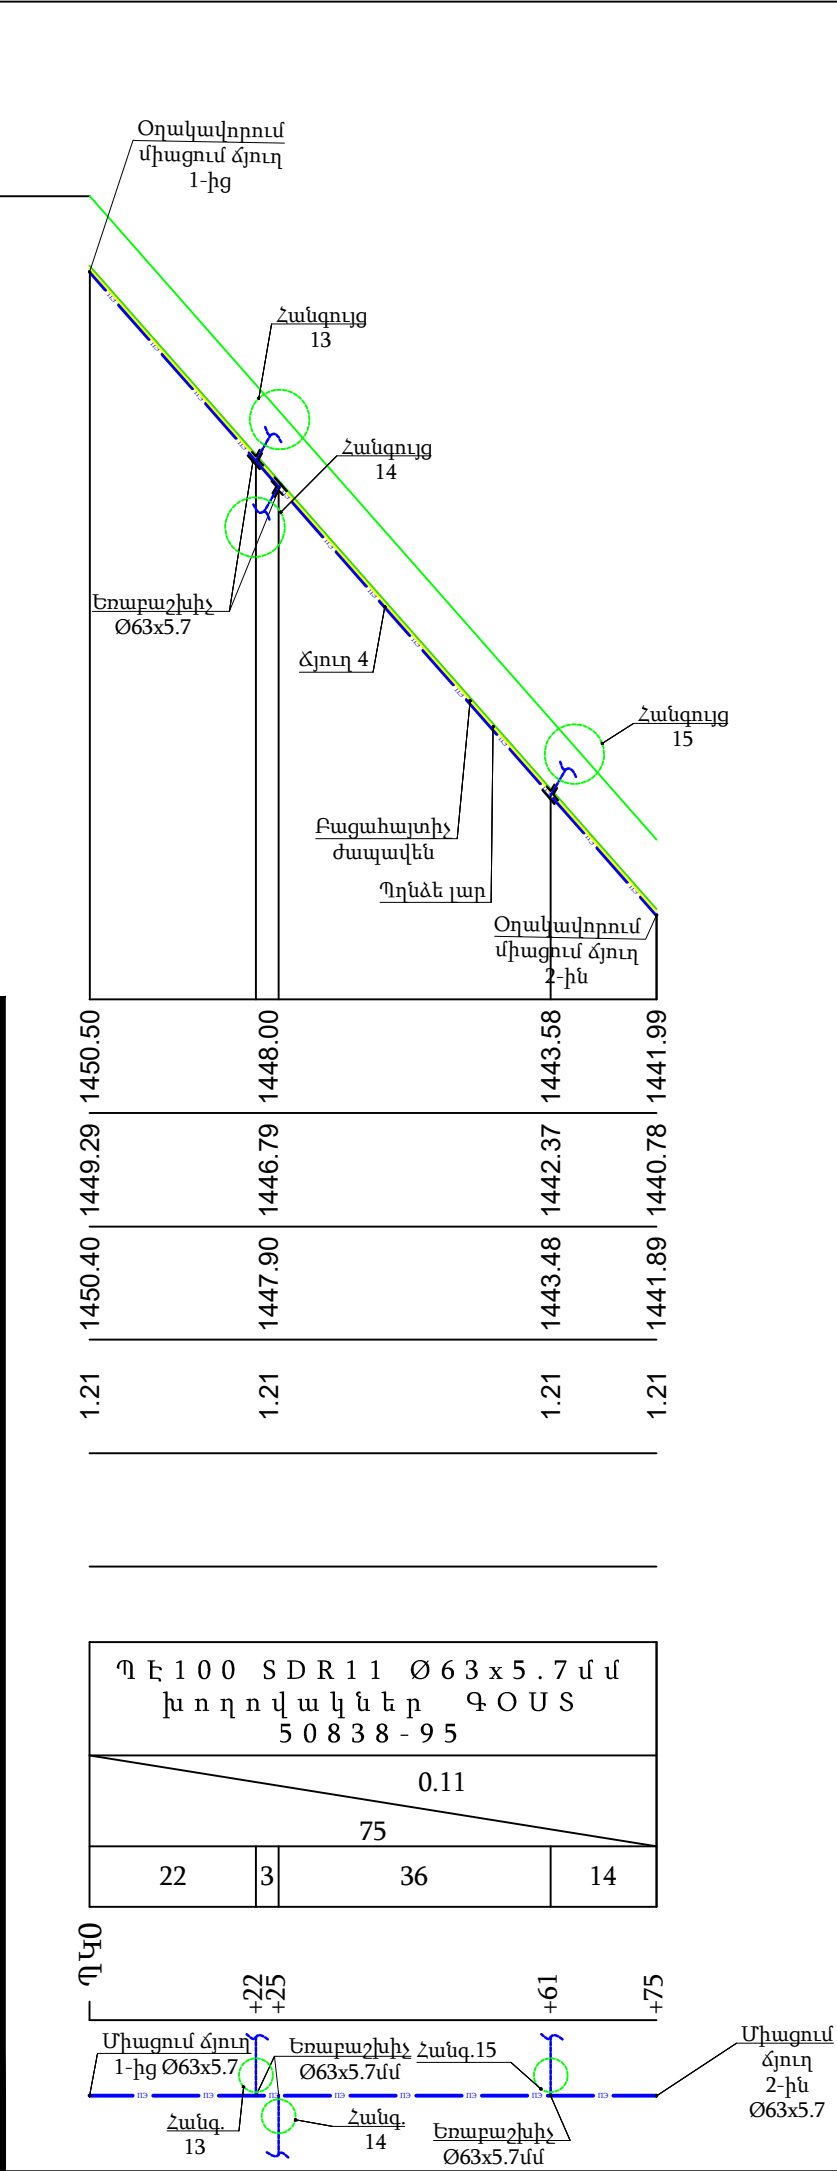 Օղակավորում
միացում ճյուղ
1-ից
Հանգույց
13
Հանգույց
14
Եռաբաշխիչ
Ø63x5.7
Ճյուղ 4
Հանգույց
15
Բացահայտիչ
ժապավեն
Պղնձե լար
Օղակավորում
միացում ճյուղ
2-ին
1450.50
1448.00
1443.58
1441.99
1449.29
1446.79
1442.37
1440.78
1450.40
1447.90
1443.48
1441.89
1.21
1.21
1.21
1.21
ՊԷ100 SDR11 Ø63x5.7մմ
խողովակներ ԳՕՍՏ
50838-95
0.11
75
22
3
36
14
ՊԿ0
+22
+25
+61
+75
Միացում ճյուղ
1-ից Ø63x5.7
Եռաբաշխիչ
Ø63x5.7մմ
Հանգ.15
Միացում
ճյուղ
2-ին
Ø63x5.7
Հանգ.
13
Հանգ.
14
Եռաբաշխիչ
Ø63x5.7մմ